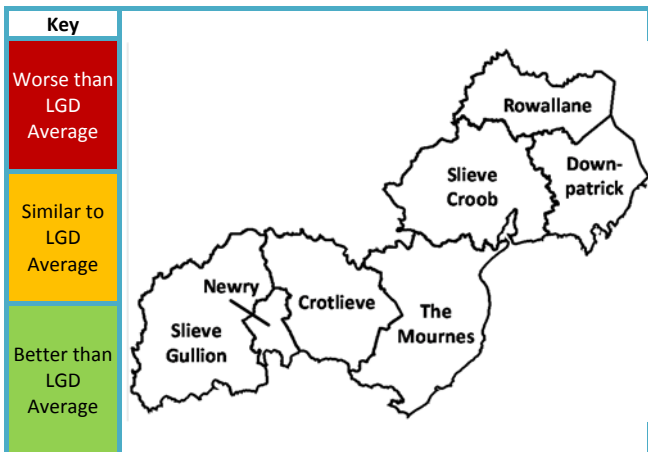 Key
Worse than
LGD
Average
Similar to
LGD
Average
Better than
LGD
Average
Rowallane
Slieve
Croob
Down-
patrick
Newry
Crotlieve
The
Mournes
Slieve
Gullion